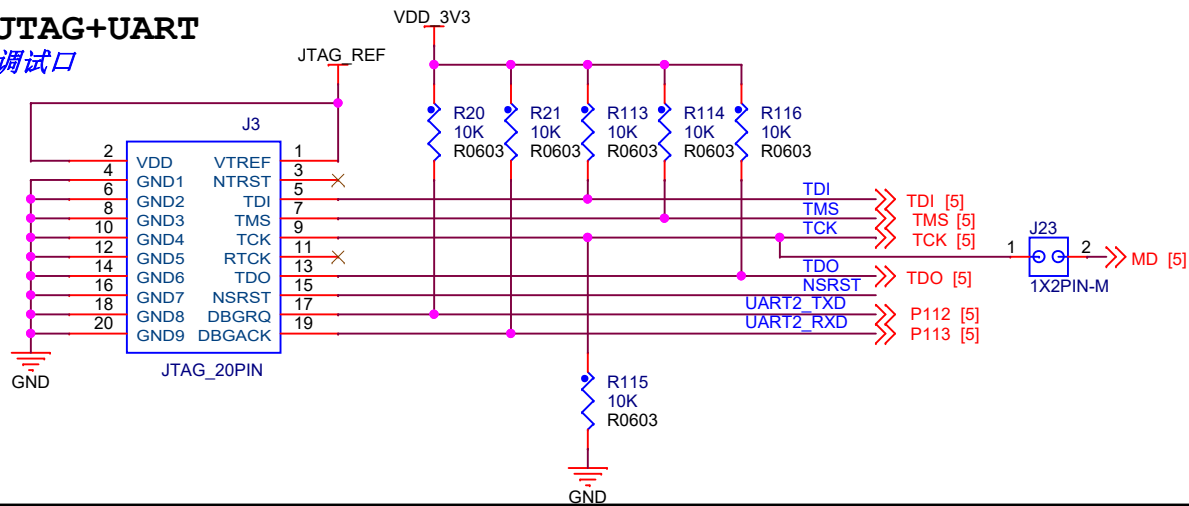 JTAG+UART
调试口
VDD_3V3
JTAG_REF
J3
R20
10K
R0603
R21
10K
R0603
R113
10K
R0603
R114
10K
R0603
R116
10K
R0603
2 VDD VTREF 1
4 GND1 NTRST 3
6 GND2 TDI 5
8 GND3 TMS 7
10 GND4 TCK 9
12 GND5 RTCK 11
14 GND6 TDO 13
16 GND7 NSRST 15
18 GND8 DBGRQ 17
20 GND9 DBGACK 19
JTAG_20PIN
GND
TDI TDI [5]
TMS TMS [5]
TCK TCK [5]
TDO TDO [5]
NSRST
UART2_TXD P112 [5]
UART2_RXD P113 [5]
J23
1 2 MD [5]
1X2PIN-M
R115
10K
R0603
GND